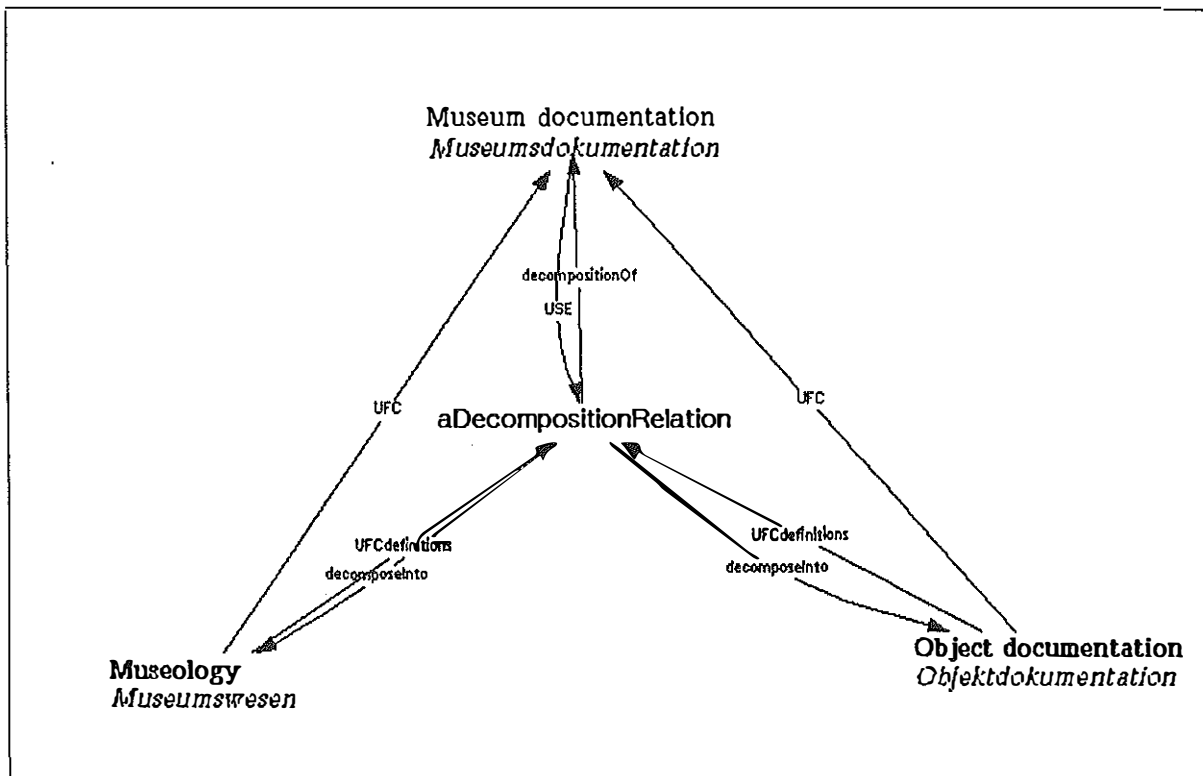 Museum documentation
Museumsdokumentation
decompositionOf
USE
UFC
UFC
aDecompositionRelation
UFCdefinitions
UFCdefinitions
decomposeInto
decomposeInto
Museology
Museumswesen
Object documentation
Objektdokumentation